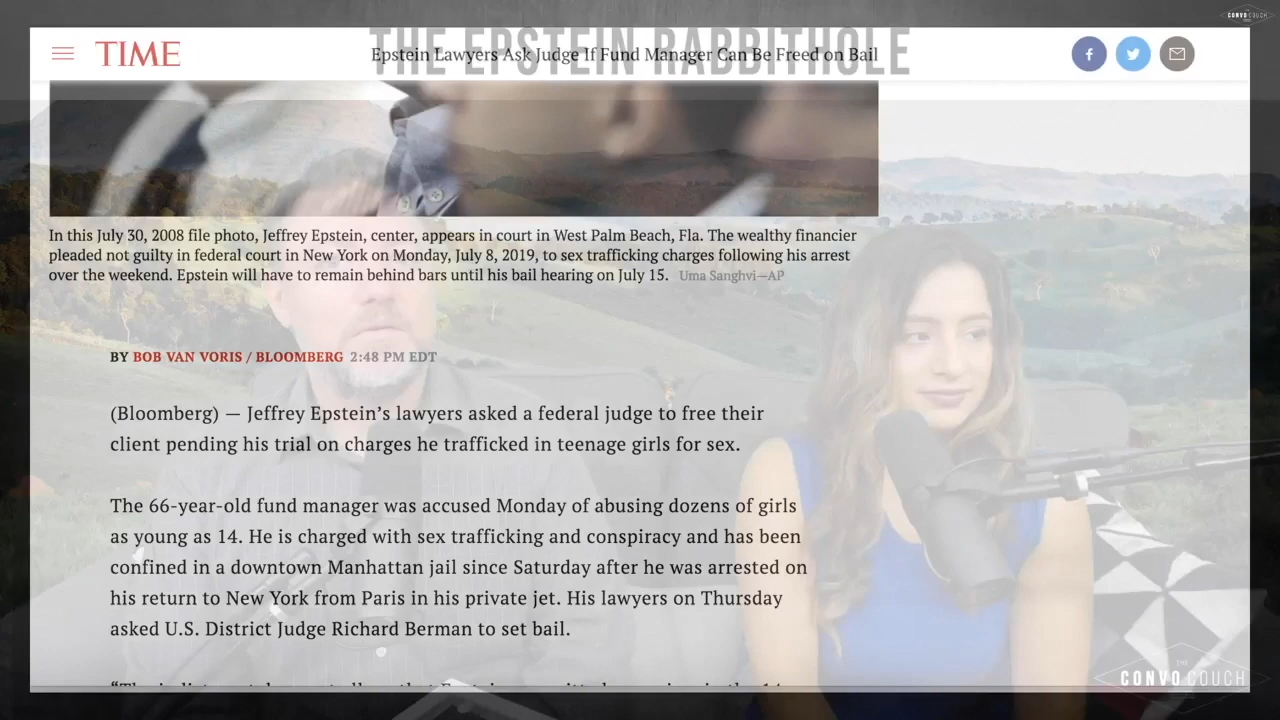 THE
CONVO COUCH
THE EPSTEIN RABBITHOLE
TIME
Epstein Lawyers Ask Judge If Fund Manager Can Be Freed on Bail
In this July 30, 2008 file photo, Jeffrey Epstein, center, appears in court in West Palm Beach, Fla. The wealthy financier
pleaded not guilty in federal court in New York on Monday, July 8, 2019, to sex trafficking charges following his arrest
over the weekend. Epstein will have to remain behind bars until his bail hearing on July 15. Uma Sanghvi—AP
BY BOB VAN VORIS / BLOOMBERG 2:48 PM EDT
(Bloomberg) — Jeffrey Epstein’s lawyers asked a federal judge to free their
client pending his trial on charges he trafficked in teenage girls for sex.
The 66-year-old fund manager was accused Monday of abusing dozens of girls
as young as 14. He is charged with sex trafficking and conspiracy and has been
confined in a downtown Manhattan jail since Saturday after he was arrested on
his return to New York from Paris in his private jet. His lawyers on Thursday
asked U.S. District Judge Richard Berman to set bail.
THE
CONVO COUCH